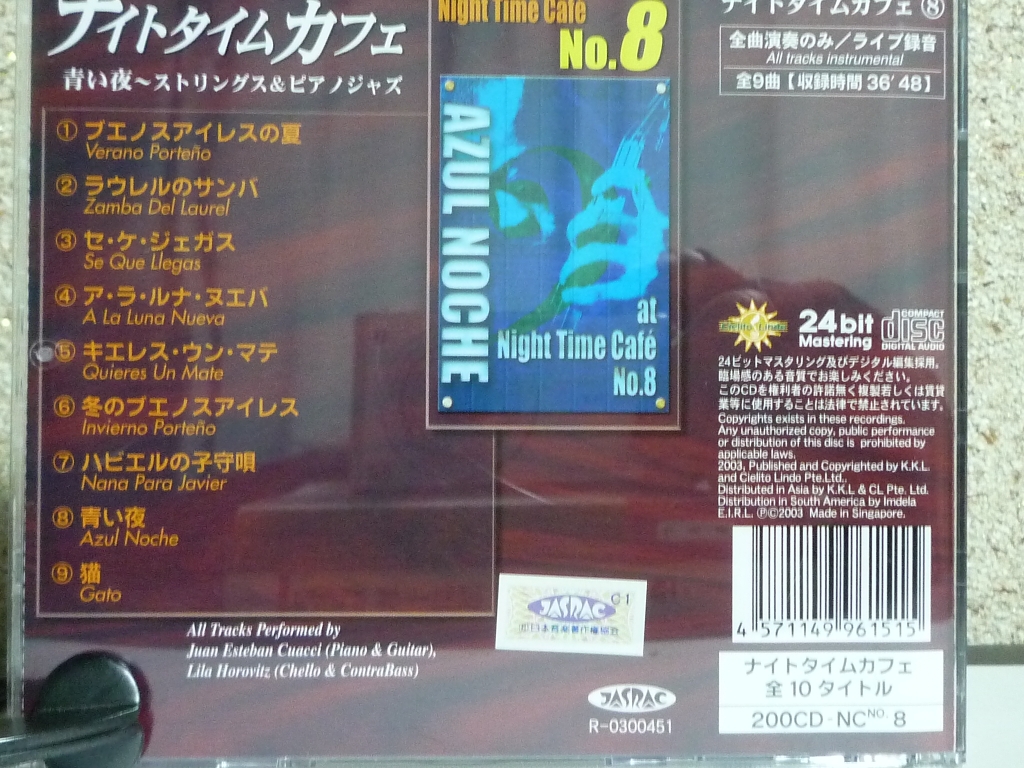 ナイトタイムカフェ
青い夜~ストリングス&ピアノジャズ
① ブエノスアイレスの夏
Verano Porteño
② ラウレルのサンバ
Zamba Del Laurel
③ セ・ケ・ジェガス
Se Que Llegas
④ ア・ラ・ルナ・ヌエバ
A La Luna Nueva
⑤ キエレス・ウン・マテ
Quieres Un Mate
⑥ 冬のブエノスアイレス
Invierno Porteño
⑦ ハビエルの子守唄
Nana Para Javier
⑧ 青い夜
Azul Noche
⑨ 猫
Gato
All Tracks Performed by
Juan Esteban Cuacci (Piano & Guitar),
Lila Horovitz (Chello & ContraBass)
Night Time Cafe
No.8
AZUL NOCHE
at
Night Time Café
No.8
ナイトタイムカフェ ⑧
全曲演奏のみ/ライブ録音
All tracks instrumental
全9曲【収録時間 36'48】
Cielito Lindo
24bit
Mastering
COMPACT
disc
DIGITAL AUDIO
24ビットマスタリング及びデジタル編集採用。
臨場感のある音質でお楽しみください。
このCDを権利者の許諾無く複製若しくは賃貸
業等に使用することは法律で禁止されています。
Copyrights exists in these recordings.
Any unauthorized copy, public performance
or distribution of this disc is prohibited by
applicable laws.
2003, Published and Copyrighted by K.K.L.
and Cielito Lindo Pte.Ltd..
Distributed in Asia by K.K.L & CL Pte. Ltd.
Distribution in South America by Imdela
E.I.R.L. ℗©2003 Made in Singapore.
4 571149 961515
ナイトタイムカフェ
全10タイトル
200CD-NC NO. 8
JASRAC
C-1
JASRAC
R-0300451